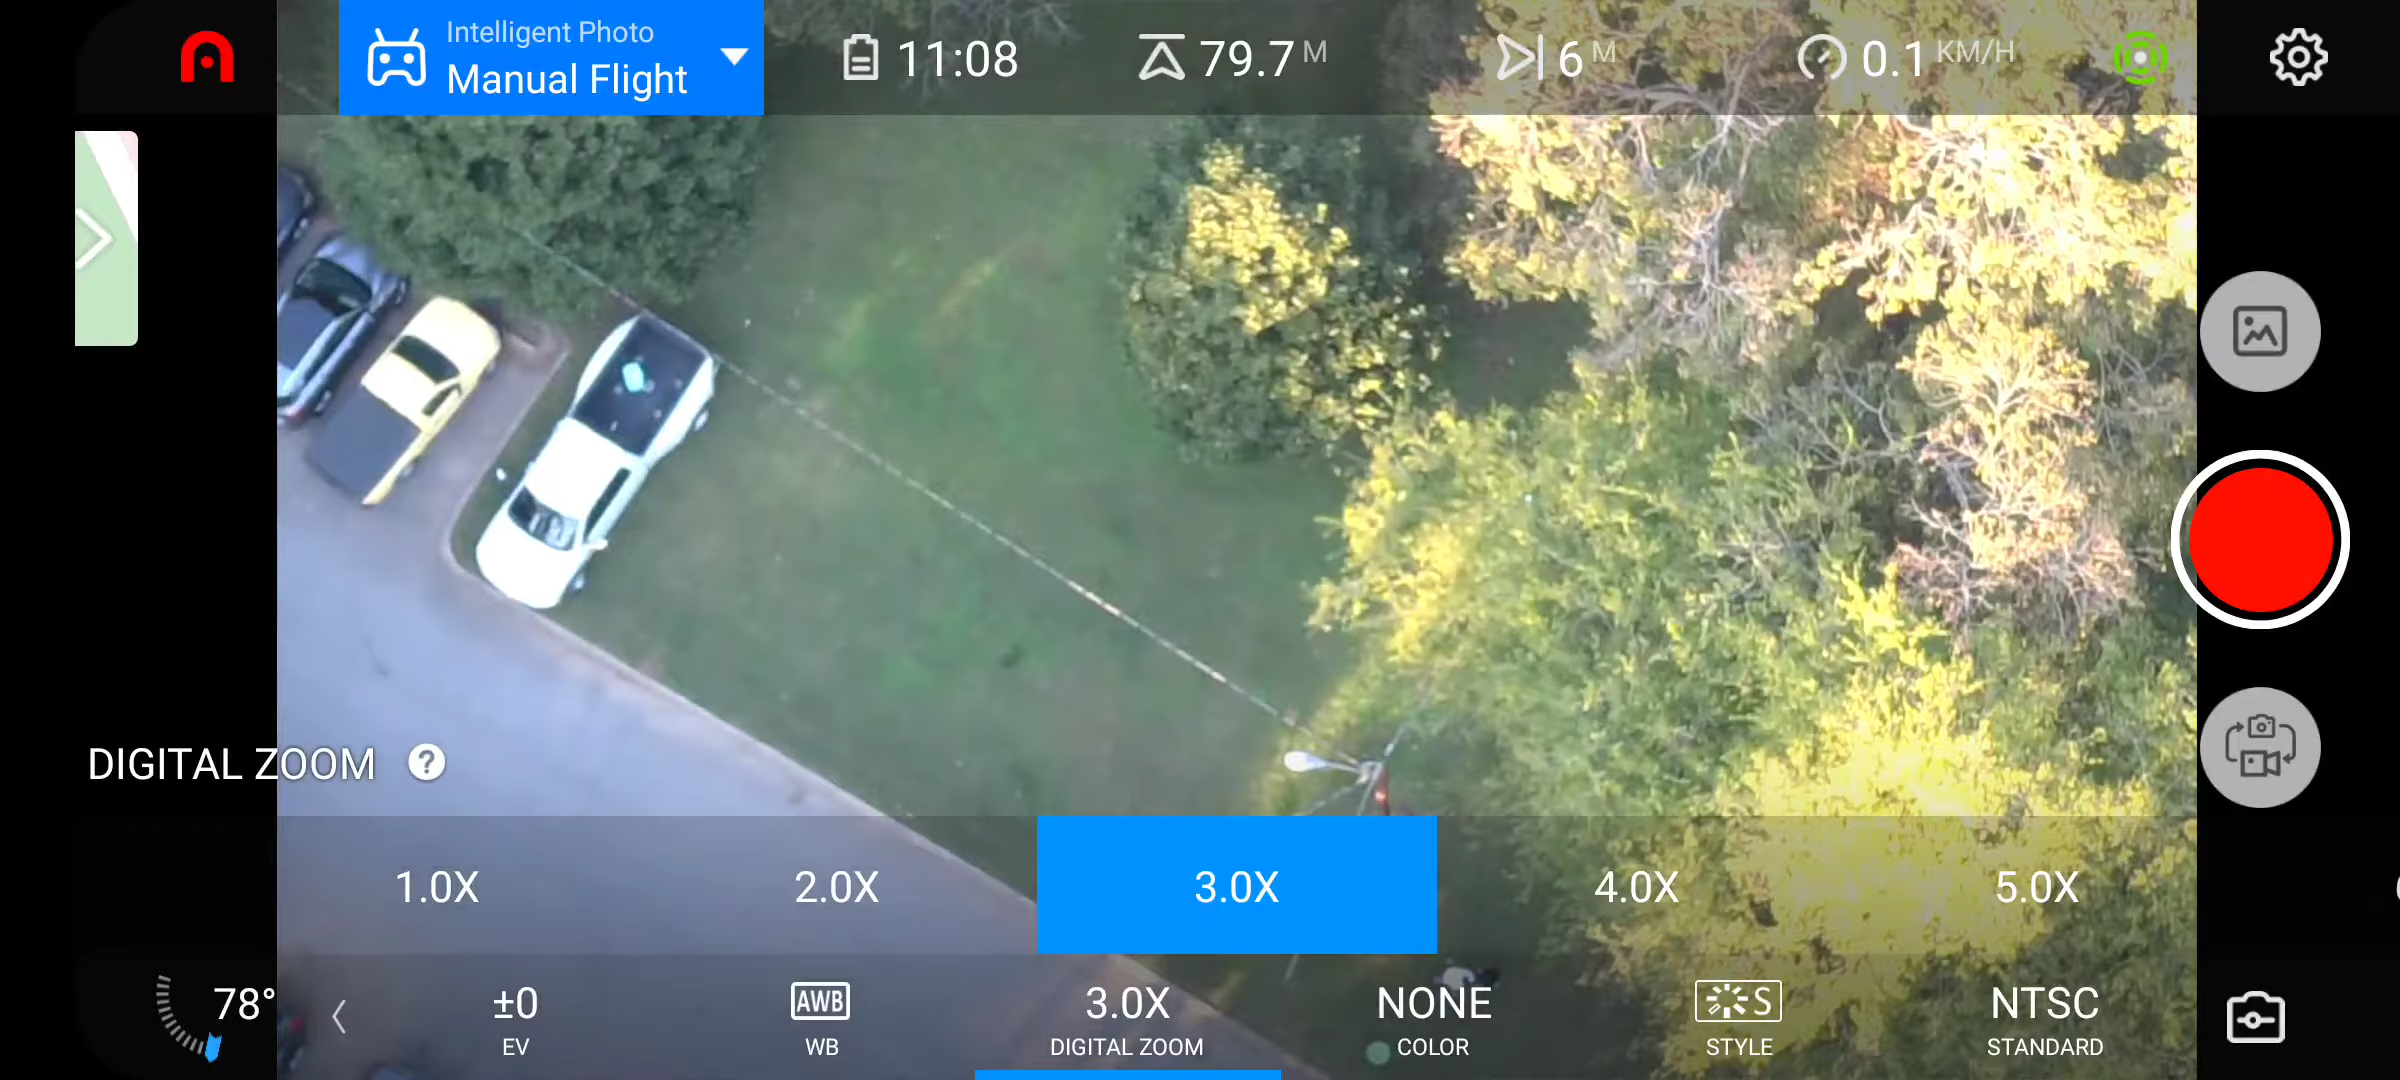 Intelligent Photo
Manual Flight
11:08
79.7 M
6 M
0.1 KM/H
DIGITAL ZOOM ?
1.0X
2.0X
3.0X
4.0X
5.0X
78°
±0
EV
AWB
WB
3.0X
DIGITAL ZOOM
NONE
COLOR
S
STYLE
NTSC
STANDARD